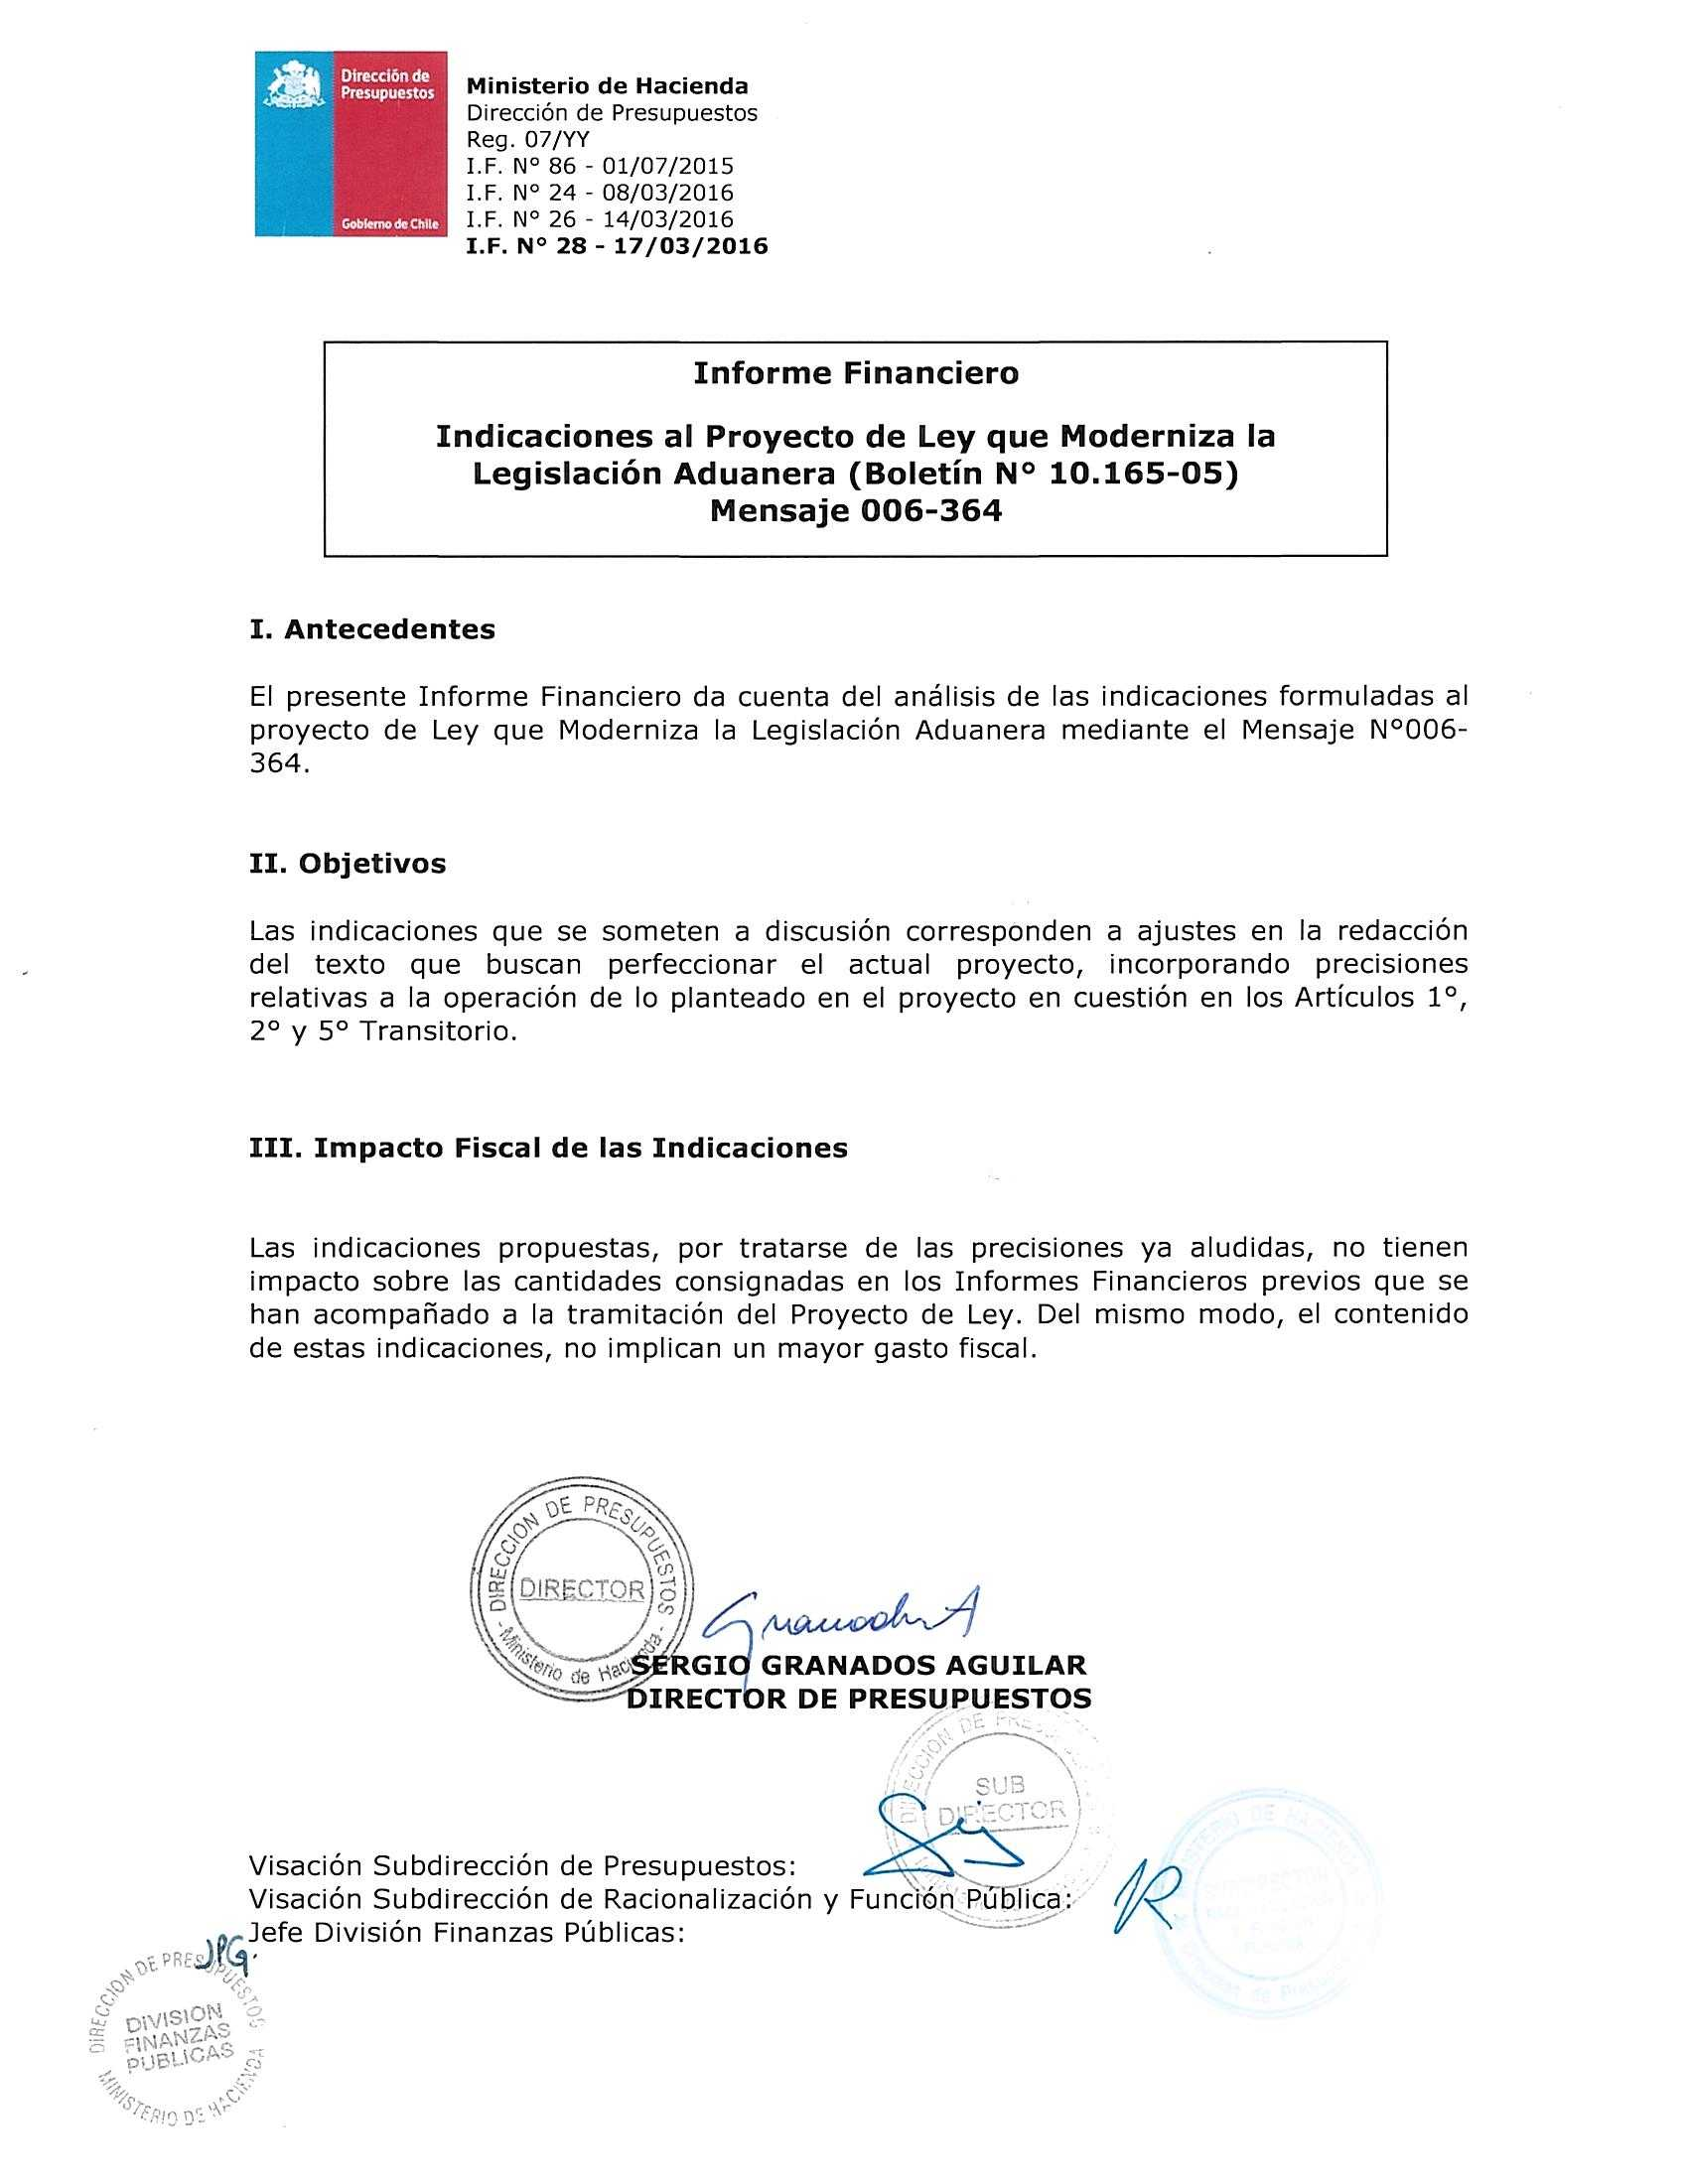 Dirección de
Presupuestos
Gobierno de Chile
Ministerio de Hacienda
Dirección de Presupuestos
Reg. 07/YY
I.F. N° 86 - 01/07/2015
I.F. N° 24 - 08/03/2016
I.F. N° 26 - 14/03/2016
I.F. N° 28 - 17/03/2016
Informe Financiero
Indicaciones al Proyecto de Ley que Moderniza la
Legislación Aduanera (Boletín N° 10.165-05)
Mensaje 006-364
I. Antecedentes
El presente Informe Financiero da cuenta del análisis de las indicaciones formuladas al
proyecto de Ley que Moderniza la Legislación Aduanera mediante el Mensaje N°006-
364.
II. Objetivos
Las indicaciones que se someten a discusión corresponden a ajustes en la redacción
del texto que buscan perfeccionar el actual proyecto, incorporando precisiones
relativas a la operación de lo planteado en el proyecto en cuestión en los Artículos 1°,
2° y 5° Transitorio.
III. Impacto Fiscal de las Indicaciones
Las indicaciones propuestas, por tratarse de las precisiones ya aludidas, no tienen
impacto sobre las cantidades consignadas en los Informes Financieros previos que se
han acompañado a la tramitación del Proyecto de Ley. Del mismo modo, el contenido
de estas indicaciones, no implican un mayor gasto fiscal.
DIRECCION DE PRESUPUESTOS
DIRECTOR
Ministerio de Hacienda
SERGIO GRANADOS AGUILAR
DIRECTOR DE PRESUPUESTOS
SUB
DIRECTOR
Visación Subdirección de Presupuestos:
Visación Subdirección de Racionalización y Función Pública:
Jefe División Finanzas Públicas:
JPG.
DIRECCION DE PRESUPUESTOS
DIVISION
FINANZAS
PUBLICAS
MINISTERIO DE HACIENDA